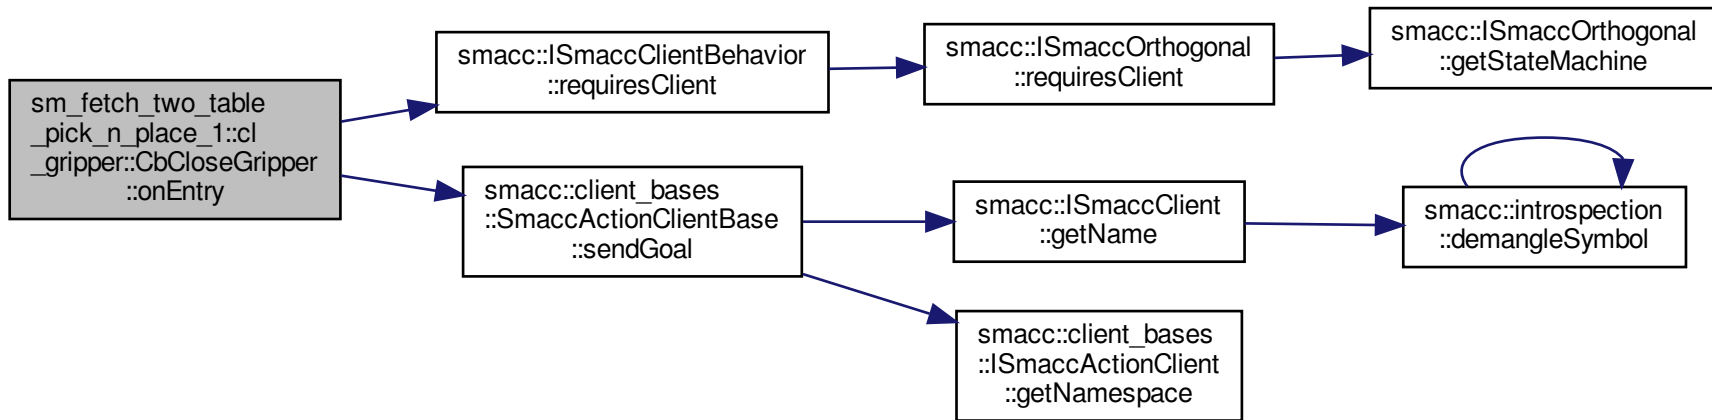 sm_fetch_two_table
_pick_n_place_1::cl
_gripper::CbCloseGripper
::onEntry
smacc::ISmaccClientBehavior
::requiresClient
smacc::ISmaccOrthogonal
::requiresClient
smacc::ISmaccOrthogonal
::getStateMachine
smacc::client_bases
::SmaccActionClientBase
::sendGoal
smacc::ISmaccClient
::getName
smacc::introspection
::demangleSymbol
smacc::client_bases
::ISmaccActionClient
::getNamespace